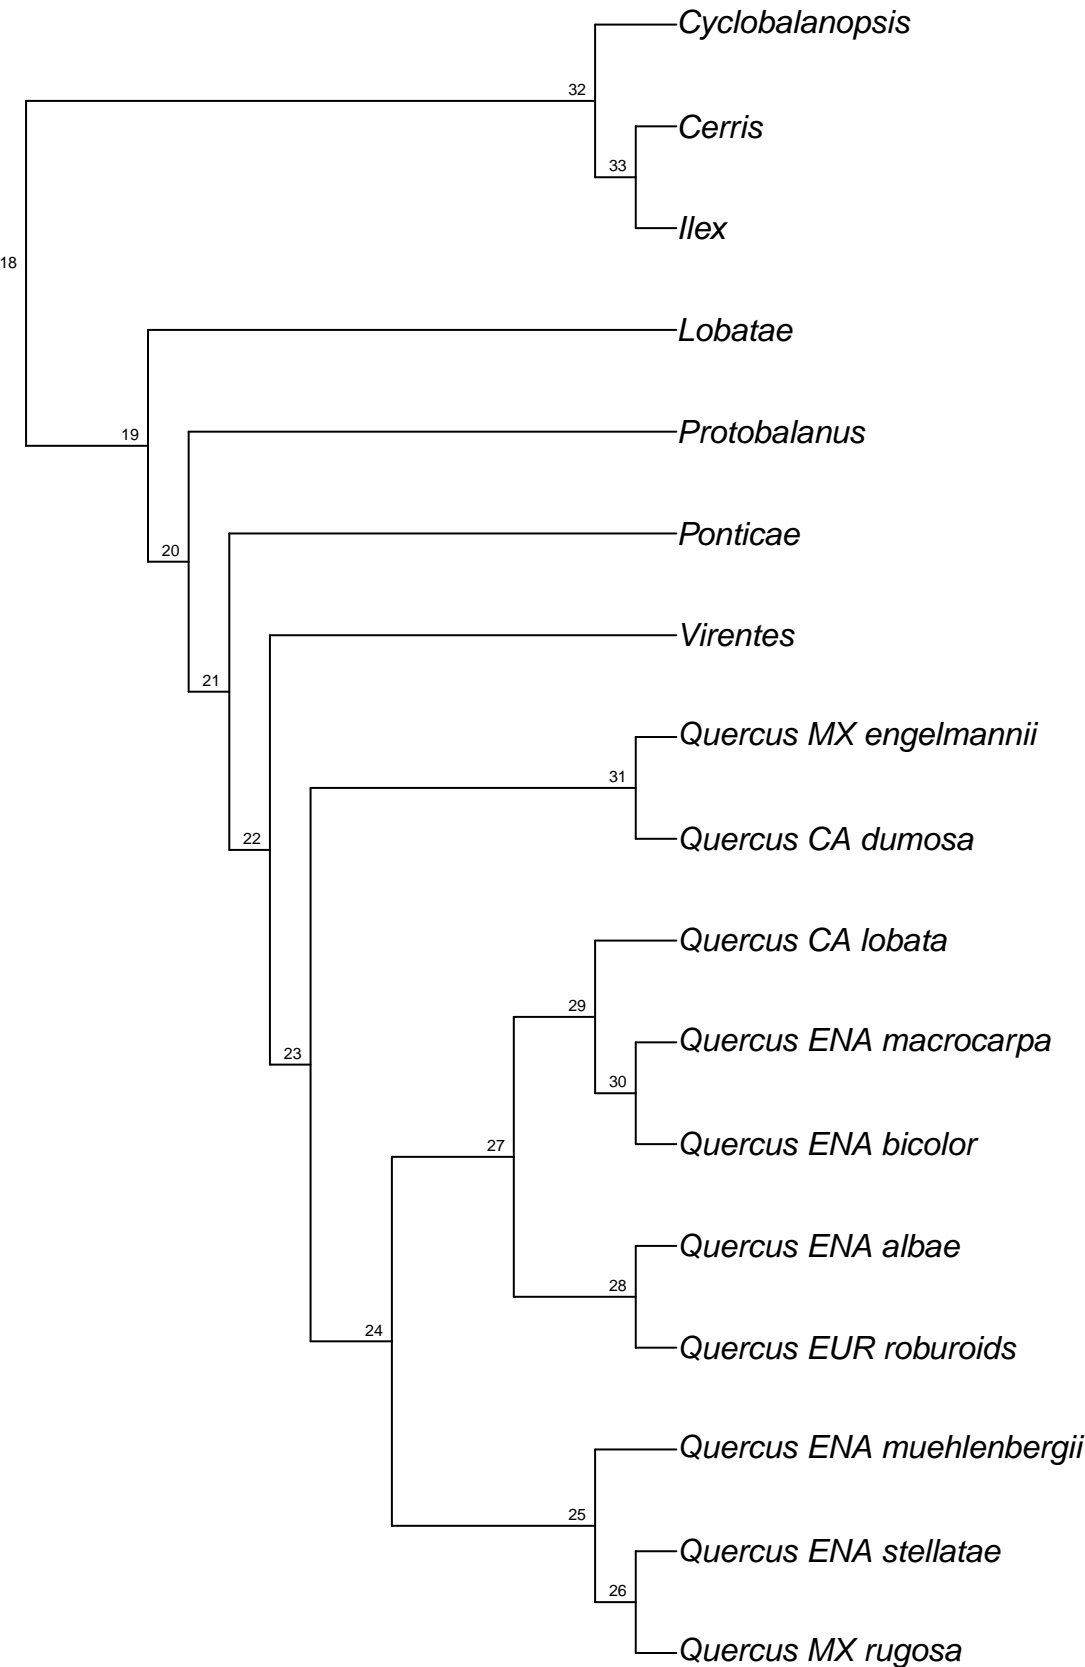 Cyclobalanopsis
32
Cerris
33
Ilex
18
Lobatae
19
Protobalanus
20
Ponticae
21
Virentes
22
Quercus MX engelmannii
31
Quercus CA dumosa
Quercus CA lobata
29
Quercus ENA macrocarpa
23
30
Quercus ENA bicolor
27
Quercus ENA albae
28
24
Quercus EUR roburoids
Quercus ENA muehlenbergii
25
Quercus ENA stellatae
26
Quercus MX rugosa